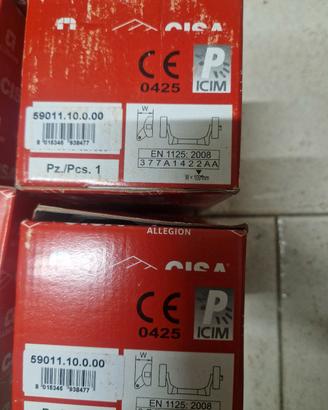 CISA
CE
P
0425
ICIM
59011.10.0.00
W
8 018346 938477
EN 1125: 2008
377A1422AA
Pz./Pcs. 1
ALLEGION
CISA
CE
P
0425
ICIM
59011.10.0.00
W
8 018346 938477
EN 1125: 2008